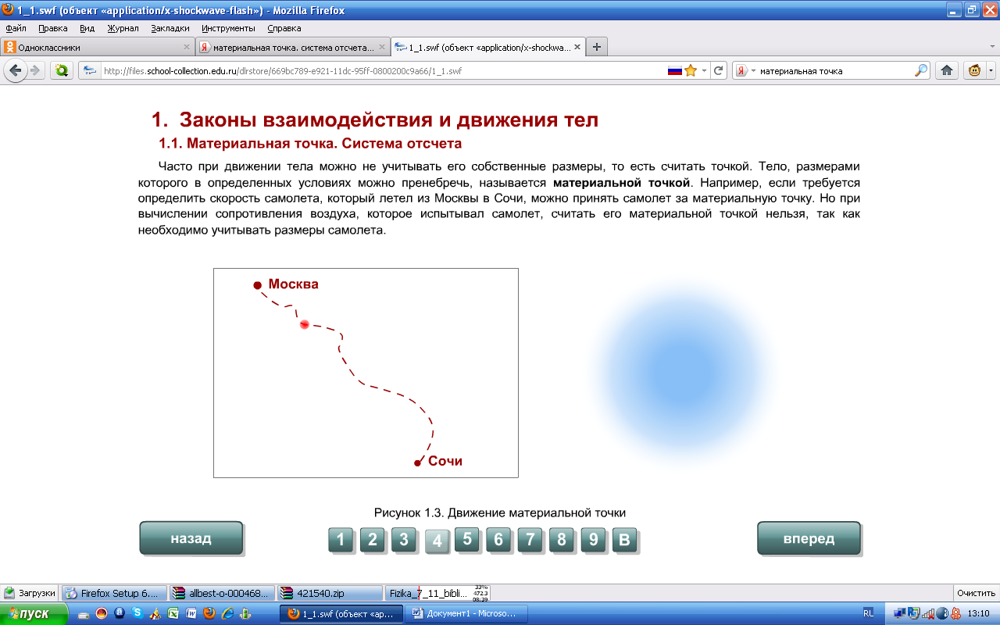 1_1.swf (объект «application/x-shockwave-flash») - Mozilla Firefox
Файл Правка Вид Журнал Закладки Инструменты Справка
Одноклассники материальная точка. система отсчета... 1_1.swf (объект «application/x-shockwa...
http://files.school-collection.edu.ru/dlrstore/669bc789-e921-11dc-95ff-0800200c9a66/1_1.swf материальная точка
1. Законы взаимодействия и движения тел
1.1. Материальная точка. Система отсчета
Часто при движении тела можно не учитывать его собственные размеры, то есть считать точкой. Тело, размерами
которого в определенных условиях можно пренебречь, называется материальной точкой. Например, если требуется
определить скорость самолета, который летел из Москвы в Сочи, можно принять самолет за материальную точку. Но при
вычислении сопротивления воздуха, которое испытывал самолет, считать его материальной точкой нельзя, так как
необходимо учитывать размеры самолета.
Москва
Сочи
Рисунок 1.3. Движение материальной точки
назад 1 2 3 4 5 6 7 8 9 В вперед
Загрузки Firefox Setup 6.... allbest-o-000468... 421540.zip Fizika_7_11_bibli... 33% 472.3 08:39 Очистить
пуск 1_1.swf (объект «ap... Документ1 - Microso... RL 13:10